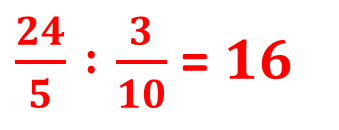 24/5 : 3/10 = 16